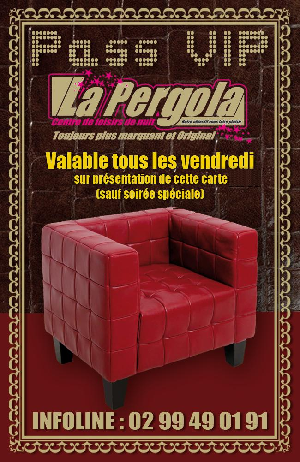 Pass VIP
La Pergola
Centre de loisirs de nuit
Toujours plus marquant et Original
Valable tous les vendredi
sur présentation de cette carte
(sauf soirée spéciale)
INFOLINE : 02 99 49 01 91